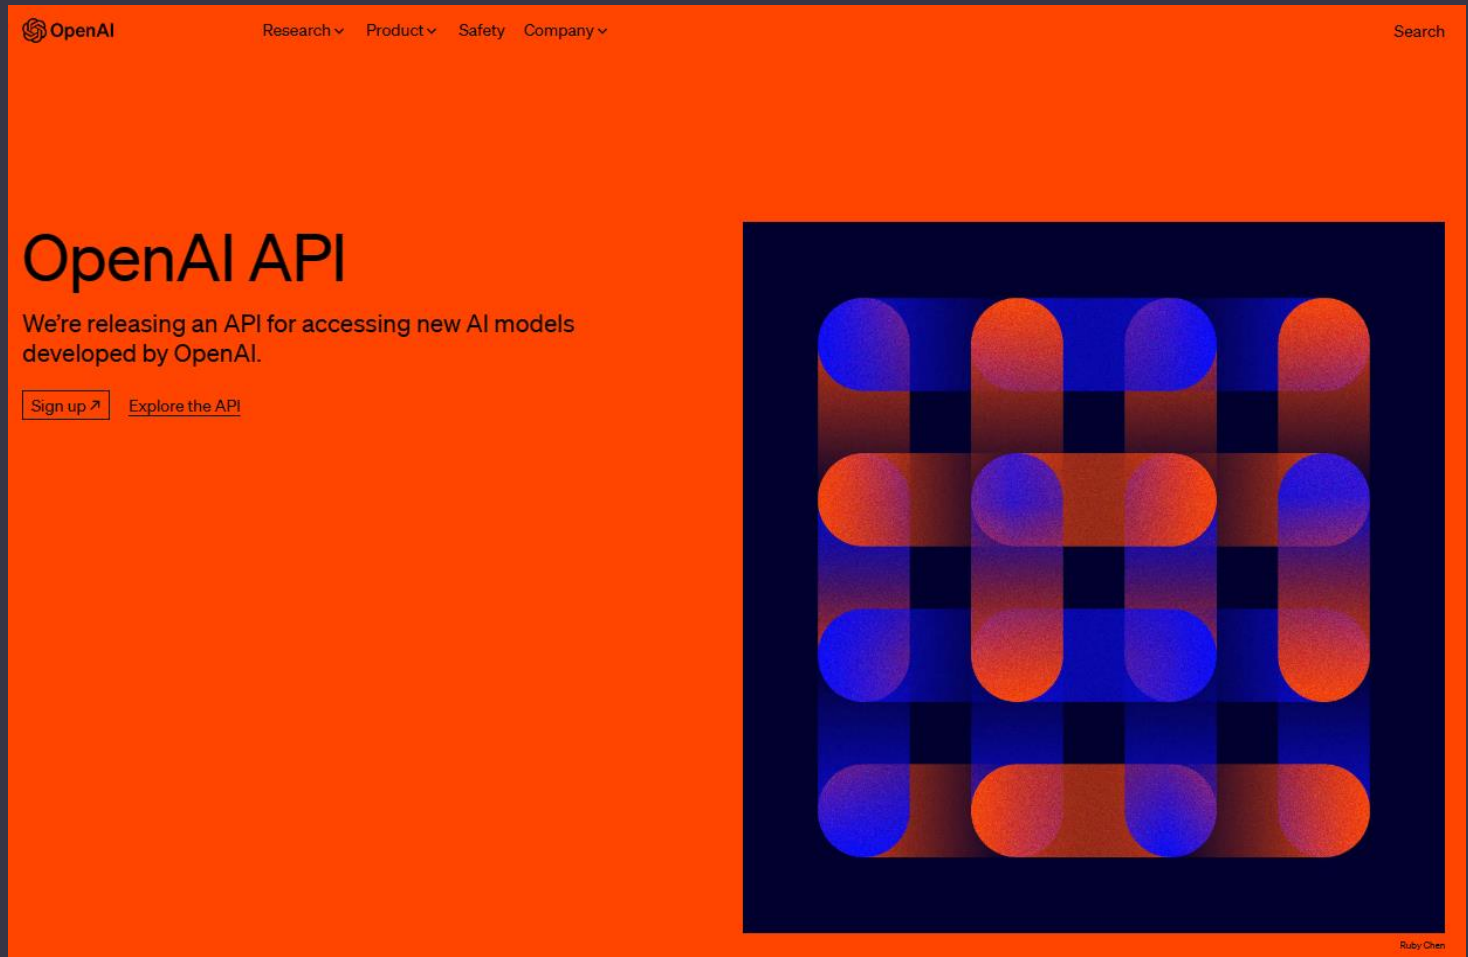 OpenAI
Research
Product
Safety
Company
Search
OpenAI API
We're releasing an API for accessing new AI models
developed by OpenAI.
Sign up ↗
Explore the API
Ruby Chen